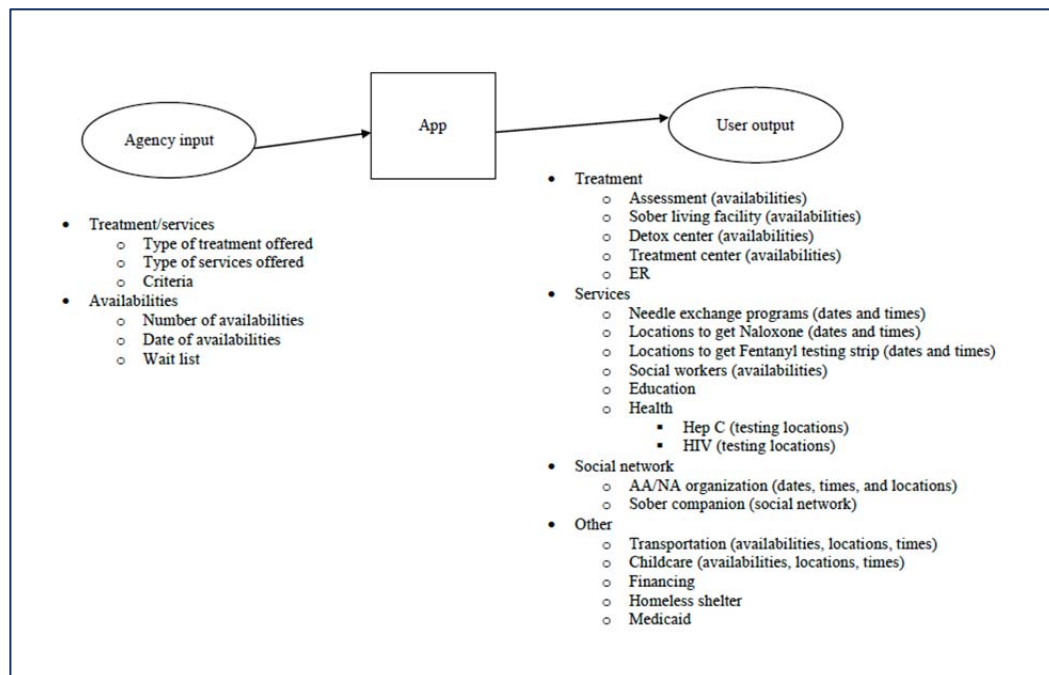 Agency input
App
User output
• Treatment/services
o Type of treatment offered
o Type of services offered
o Criteria
• Availabilities
o Number of availabilities
o Date of availabilities
o Wait list
• Treatment
o Assessment (availabilities)
o Sober living facility (availabilities)
o Detox center (availabilities)
o Treatment center (availabilities)
o ER
• Services
o Needle exchange programs (dates and times)
o Locations to get Naloxone (dates and times)
o Locations to get Fentanyl testing strip (dates and times)
o Social workers (availabilities)
o Education
o Health
▪ Hep C (testing locations)
▪ HIV (testing locations)
• Social network
o AA/NA organization (dates, times, and locations)
o Sober companion (social network)
• Other
o Transportation (availabilities, locations, times)
o Childcare (availabilities, locations, times)
o Financing
o Homeless shelter
o Medicaid